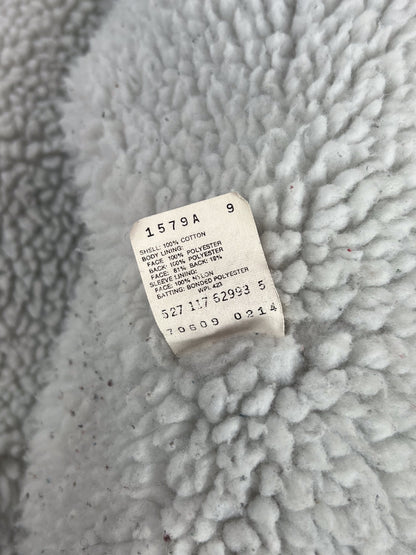 1579A 9
SHELL: 100% COTTON
BODY LINING:
FACE: 100% POLYESTER
BACK: 100% POLYESTER
FACE: 81% BACK: 19%
SLEEVE LINING:
FACE: 100% NYLON
BATTING: BONDED POLYESTER
WPL 423
527 117 52993 5
70609 0214